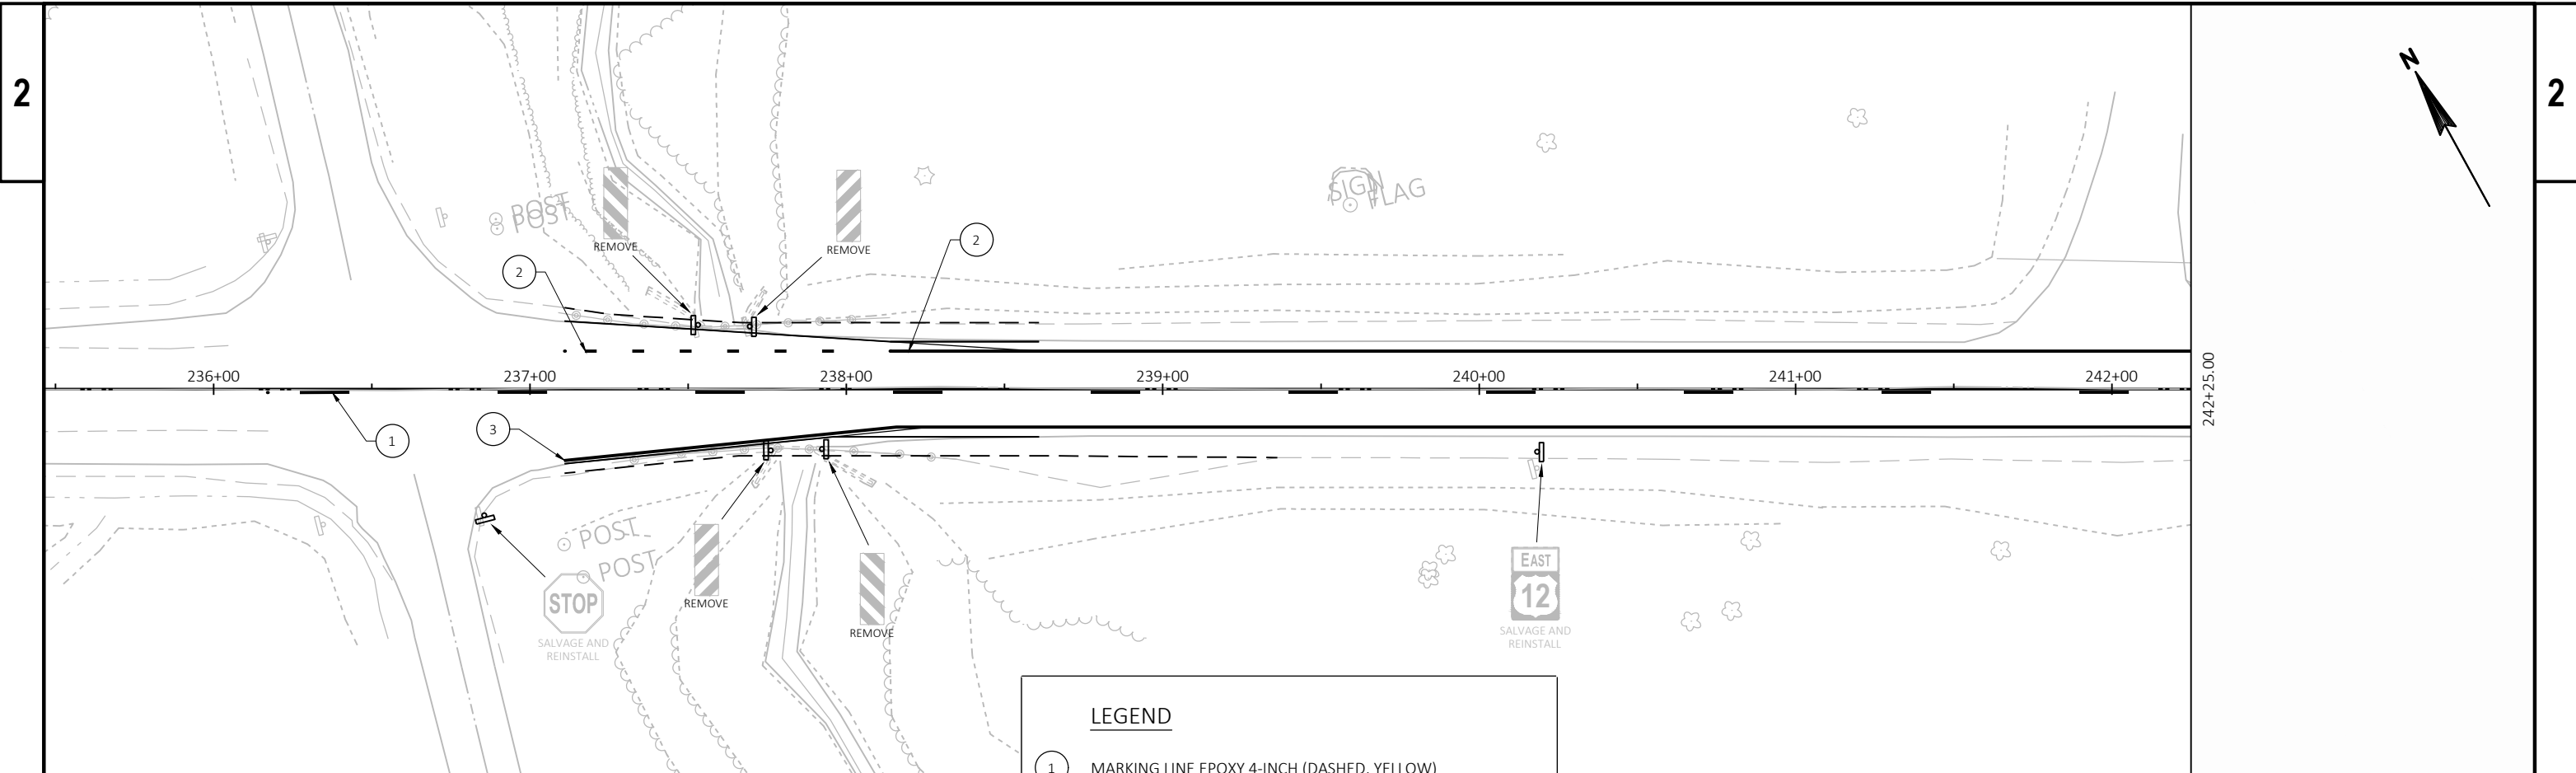 2
2
N
SIGN
FLAG
POST
POST
REMOVE
REMOVE
2
2
236+00
237+00
238+00
239+00
240+00
241+00
242+00
242+25.00
1
3
POST
POST
STOP
SALVAGE AND
REINSTALL
REMOVE
REMOVE
EAST
12
SALVAGE AND
REINSTALL
LEGEND
1 MARKING LINE EPOXY 4-INCH (DASHED, YELLOW)